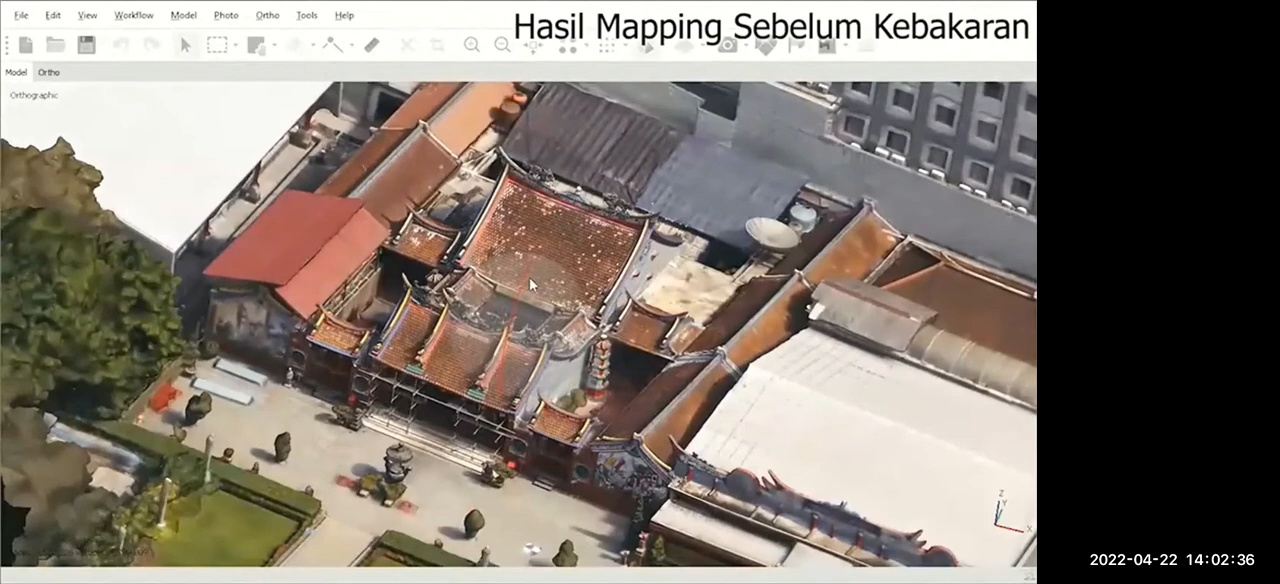 File Edit View Workflow Model Photo Ortho Tools Help
Hasil Mapping Sebelum Kebakaran
Model Ortho
Orthographic
Z
Y
X
2022-04-22 14:02:36